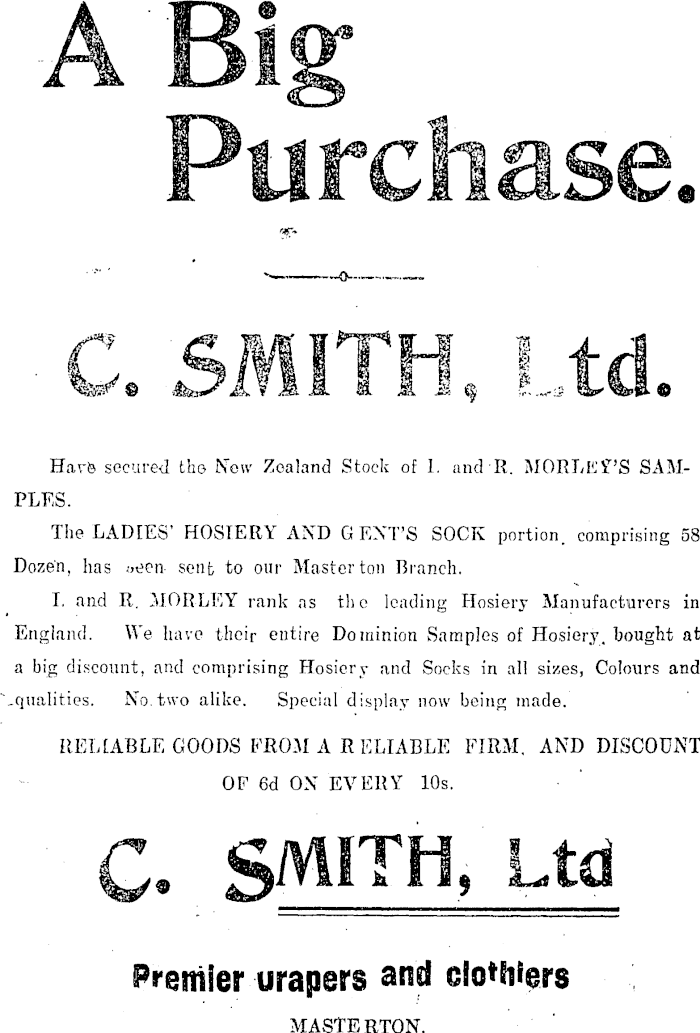 A Big
Purchase.
C. SMITH, Ltd.
Have secured the New Zealand Stock of I. and R. MORLEY'S SAM-
PLES.
The LADIES' HOSIERY AND GENT'S SOCK portion, comprising 58
Dozen, has been sent to our Masterton Branch.
I. and R. MORLEY rank as the leading Hosiery Manufacturers in
England. We have their entire Dominion Samples of Hosiery, bought at
a big discount, and comprising Hosiery and Socks in all sizes, Colours and
qualities. No two alike. Special display now being made.
RELIABLE GOODS FROM A RELIABLE FIRM, AND DISCOUNT
OF 6d ON EVERY 10s.
C. SMITH, Ltd
Premier urapers and clothiers
MASTERTON.